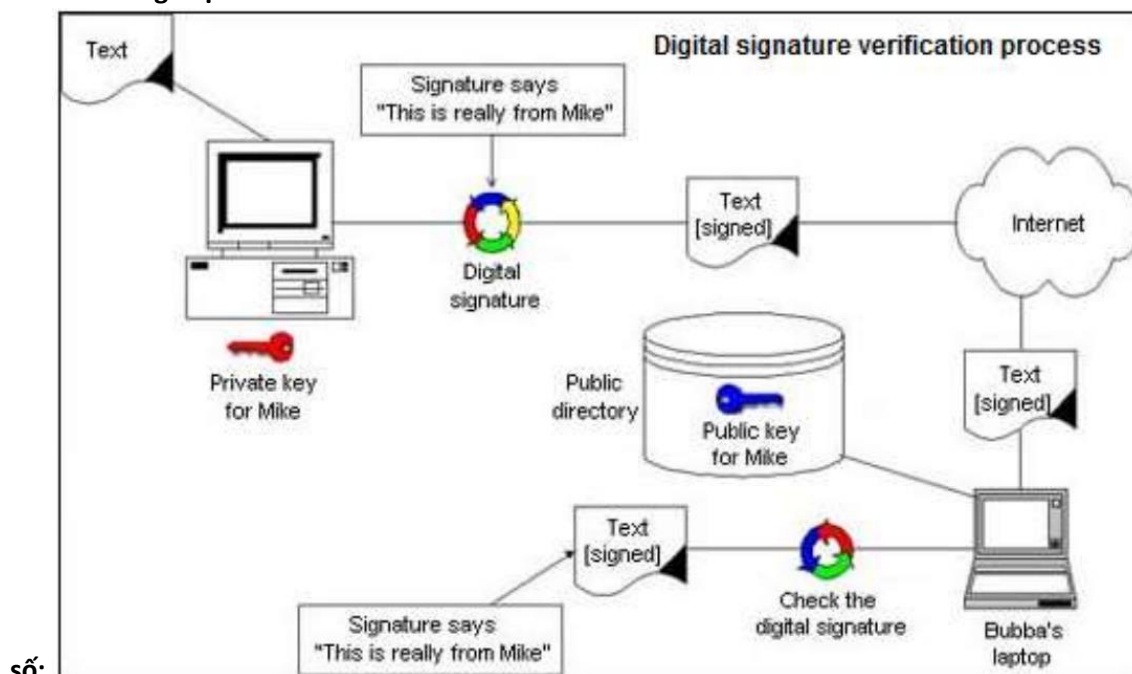 Text
Digital signature verification process
Signature says
"This is really from Mike"
Text
[signed]
Internet
Digital
signature
Private key
for Mike
Public
directory
Public key
for Mike
Text
[signed]
Text
[signed]
Check the
digital signature
Bubba's
laptop
Signature says
"This is really from Mike"
số: